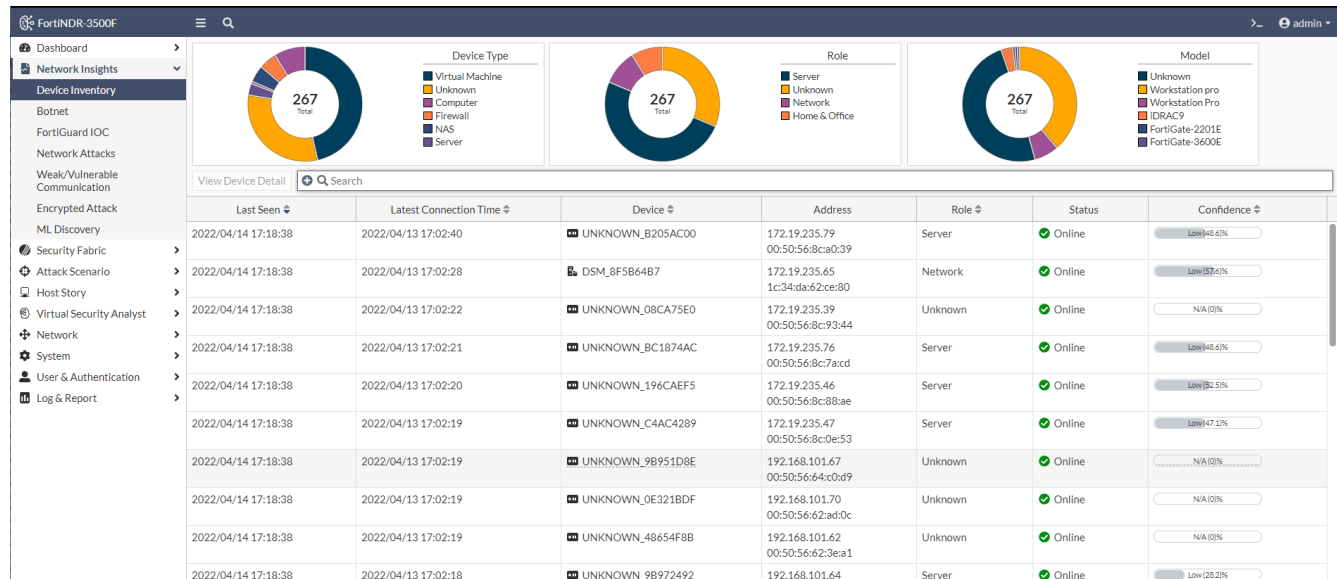 FortiNDR-3500F
>_ admin
Dashboard
Network Insights
Device Inventory
Botnet
FortiGuard IOC
Network Attacks
Weak/Vulnerable
Communication
Encrypted Attack
ML Discovery
Security Fabric
Attack Scenario
Host Story
Virtual Security Analyst
Network
System
User & Authentication
Log & Report
267
Total
Device Type
Virtual Machine
Unknown
Computer
Firewall
NAS
Server
267
Total
Role
Server
Unknown
Network
Home & Office
267
Total
Model
Unknown
Workstation pro
Workstation Pro
iDRAC9
FortiGate-2201E
FortiGate-3600E
View Device Detail Search
Last Seen Latest Connection Time Device Address Role Status Confidence
2022/04/14 17:18:38 2022/04/13 17:02:40 UNKNOWN_B205AC00 172.19.235.79 Server Online Low (48.6)%
00:50:56:8c:a0:39
2022/04/14 17:18:38 2022/04/13 17:02:28 DSM_8F5B64B7 172.19.235.65 Network Online Low (57.6)%
1c:34:da:62:ce:80
2022/04/14 17:18:38 2022/04/13 17:02:22 UNKNOWN_08CA75E0 172.19.235.39 Unknown Online N/A (0)%
00:50:56:8c:93:44
2022/04/14 17:18:38 2022/04/13 17:02:21 UNKNOWN_BC1874AC 172.19.235.76 Server Online Low (48.6)%
00:50:56:8c:7a:cd
2022/04/14 17:18:38 2022/04/13 17:02:20 UNKNOWN_196CAEF5 172.19.235.46 Server Online Low (52.5)%
00:50:56:8c:88:ae
2022/04/14 17:18:38 2022/04/13 17:02:19 UNKNOWN_C4AC4289 172.19.235.47 Server Online Low (47.1)%
00:50:56:8c:0e:53
2022/04/14 17:18:38 2022/04/13 17:02:19 UNKNOWN_9B951D8E 192.168.101.67 Unknown Online N/A (0)%
00:50:56:64:c0:d9
2022/04/14 17:18:38 2022/04/13 17:02:19 UNKNOWN_0E321BDF 192.168.101.70 Unknown Online N/A (0)%
00:50:56:62:ad:0c
2022/04/14 17:18:38 2022/04/13 17:02:19 UNKNOWN_48654F8B 192.168.101.62 Unknown Online N/A (0)%
00:50:56:62:3e:a1
2022/04/14 17:18:38 2022/04/13 17:02:18 UNKNOWN_9B972492 192.168.101.64 Server Online Low (28.2)%